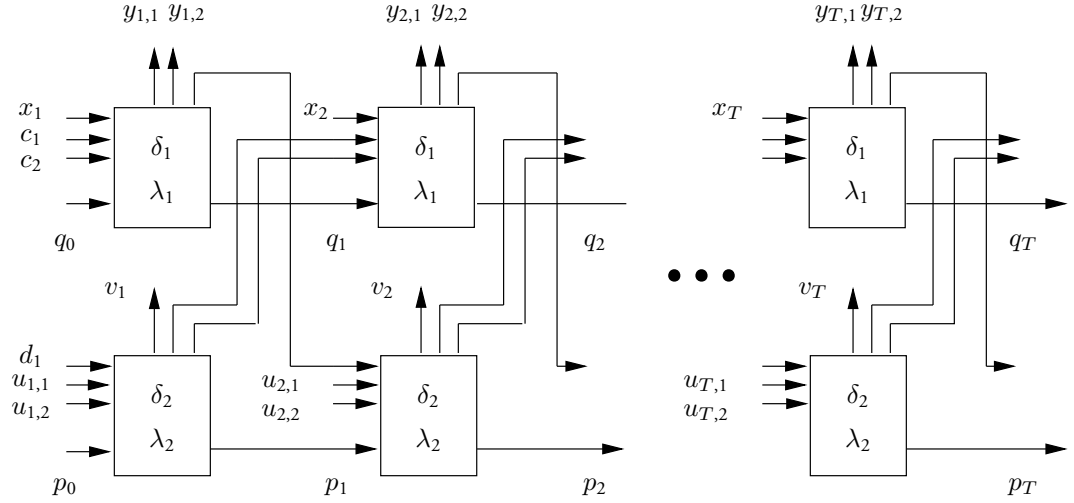 y1,1 y1,2 y2,1 y2,2 yT,1 yT,2
x1 x2 xT
c1 δ1 δ1 δ1
c2
λ1 λ1 λ1
q0 q1 q2 qT
v1 v2 vT
d1
u1,1 δ2 u2,1 δ2 uT,1 δ2
u1,2 u2,2 uT,2
λ2 λ2 λ2
p0 p1 p2 pT